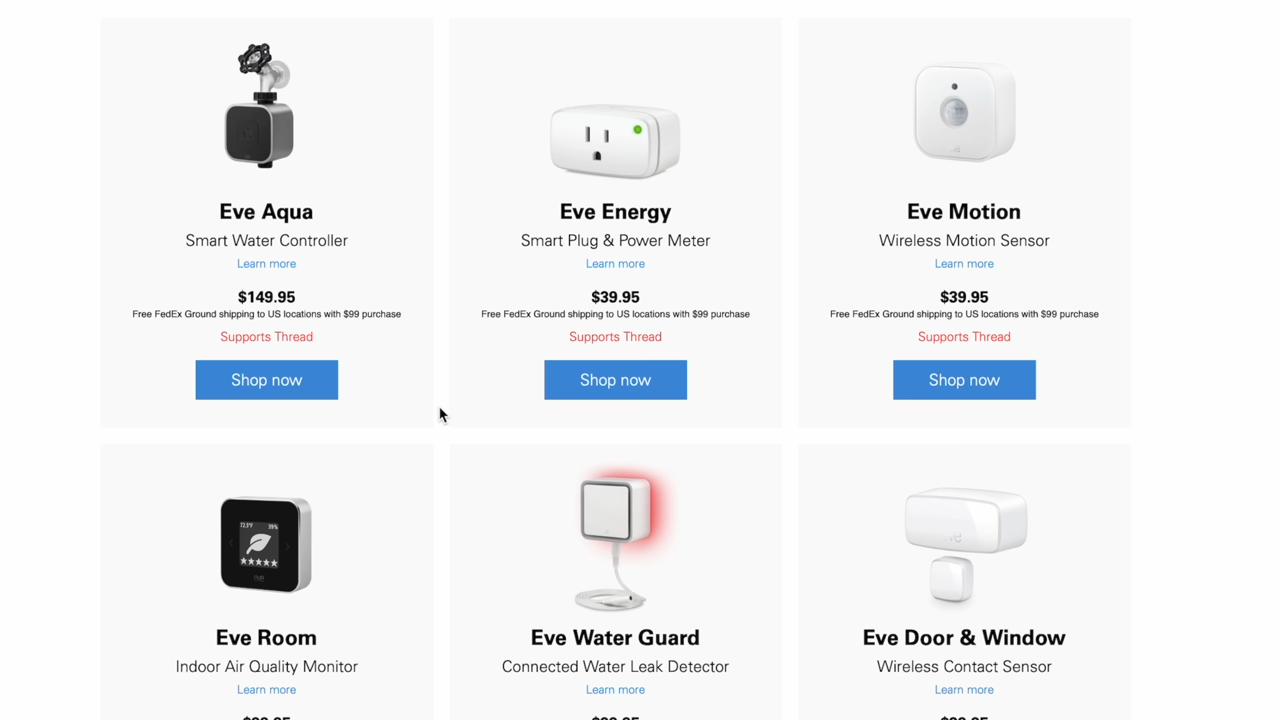 Eve Aqua
Smart Water Controller
Learn more
$149.95
Free FedEx Ground shipping to US locations with $99 purchase
Supports Thread
Shop now
Eve Energy
Smart Plug & Power Meter
Learn more
$39.95
Free FedEx Ground shipping to US locations with $99 purchase
Supports Thread
Shop now
Eve Motion
Wireless Motion Sensor
Learn more
$39.95
Free FedEx Ground shipping to US locations with $99 purchase
Supports Thread
Shop now
72.5°F 39%
eve
Eve Room
Indoor Air Quality Monitor
Learn more
Eve Water Guard
Connected Water Leak Detector
Learn more
Eve Door & Window
Wireless Contact Sensor
Learn more